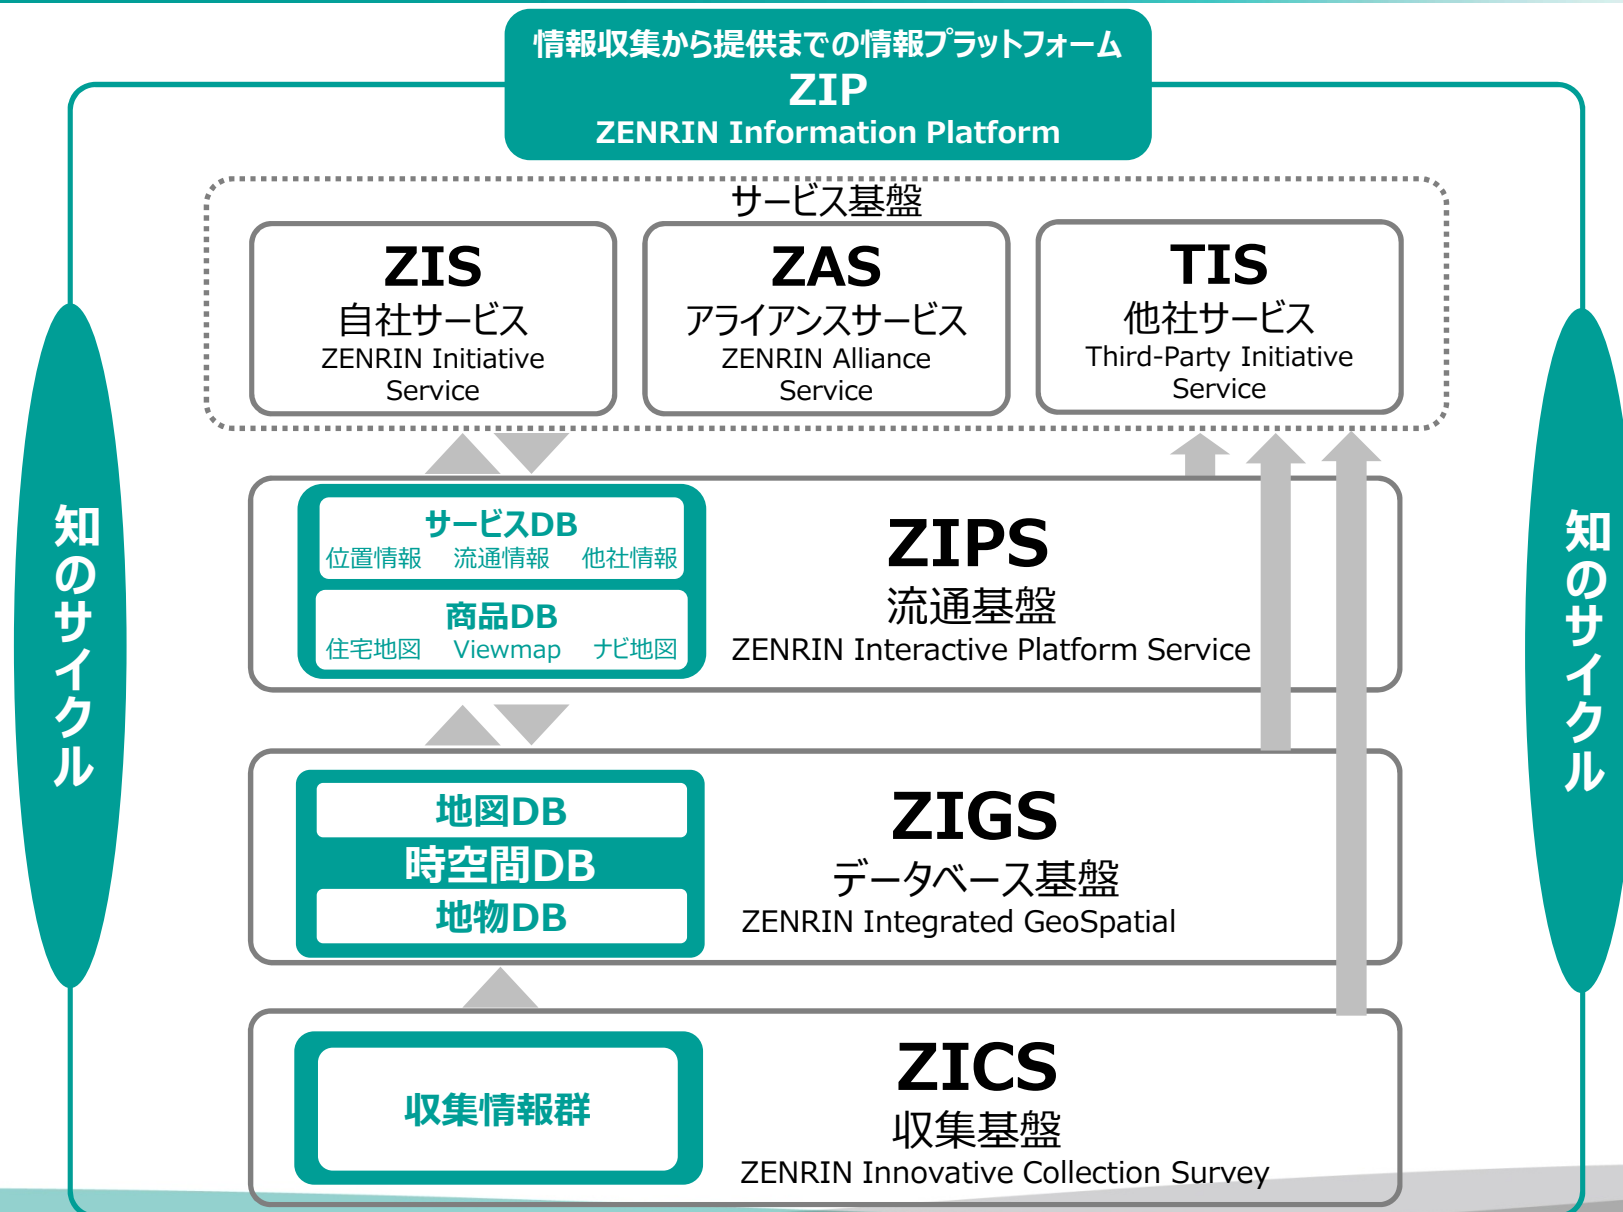 情報収集から提供までの情報プラットフォーム
ZIP
ZENRIN Information Platform
サービス基盤
ZIS
自社サービス
ZENRIN Initiative
Service
ZAS
アライアンスサービス
ZENRIN Alliance
Service
TIS
他社サービス
Third-Party Initiative
Service
知のサイクル
サービスDB
位置情報 流通情報 他社情報
商品DB
住宅地図 Viewmap ナビ地図
ZIPS
流通基盤
ZENRIN Interactive Platform Service
知のサイクル
地図DB
時空間DB
地物DB
ZIGS
データベース基盤
ZENRIN Integrated GeoSpatial
収集情報群
ZICS
収集基盤
ZENRIN Innovative Collection Survey